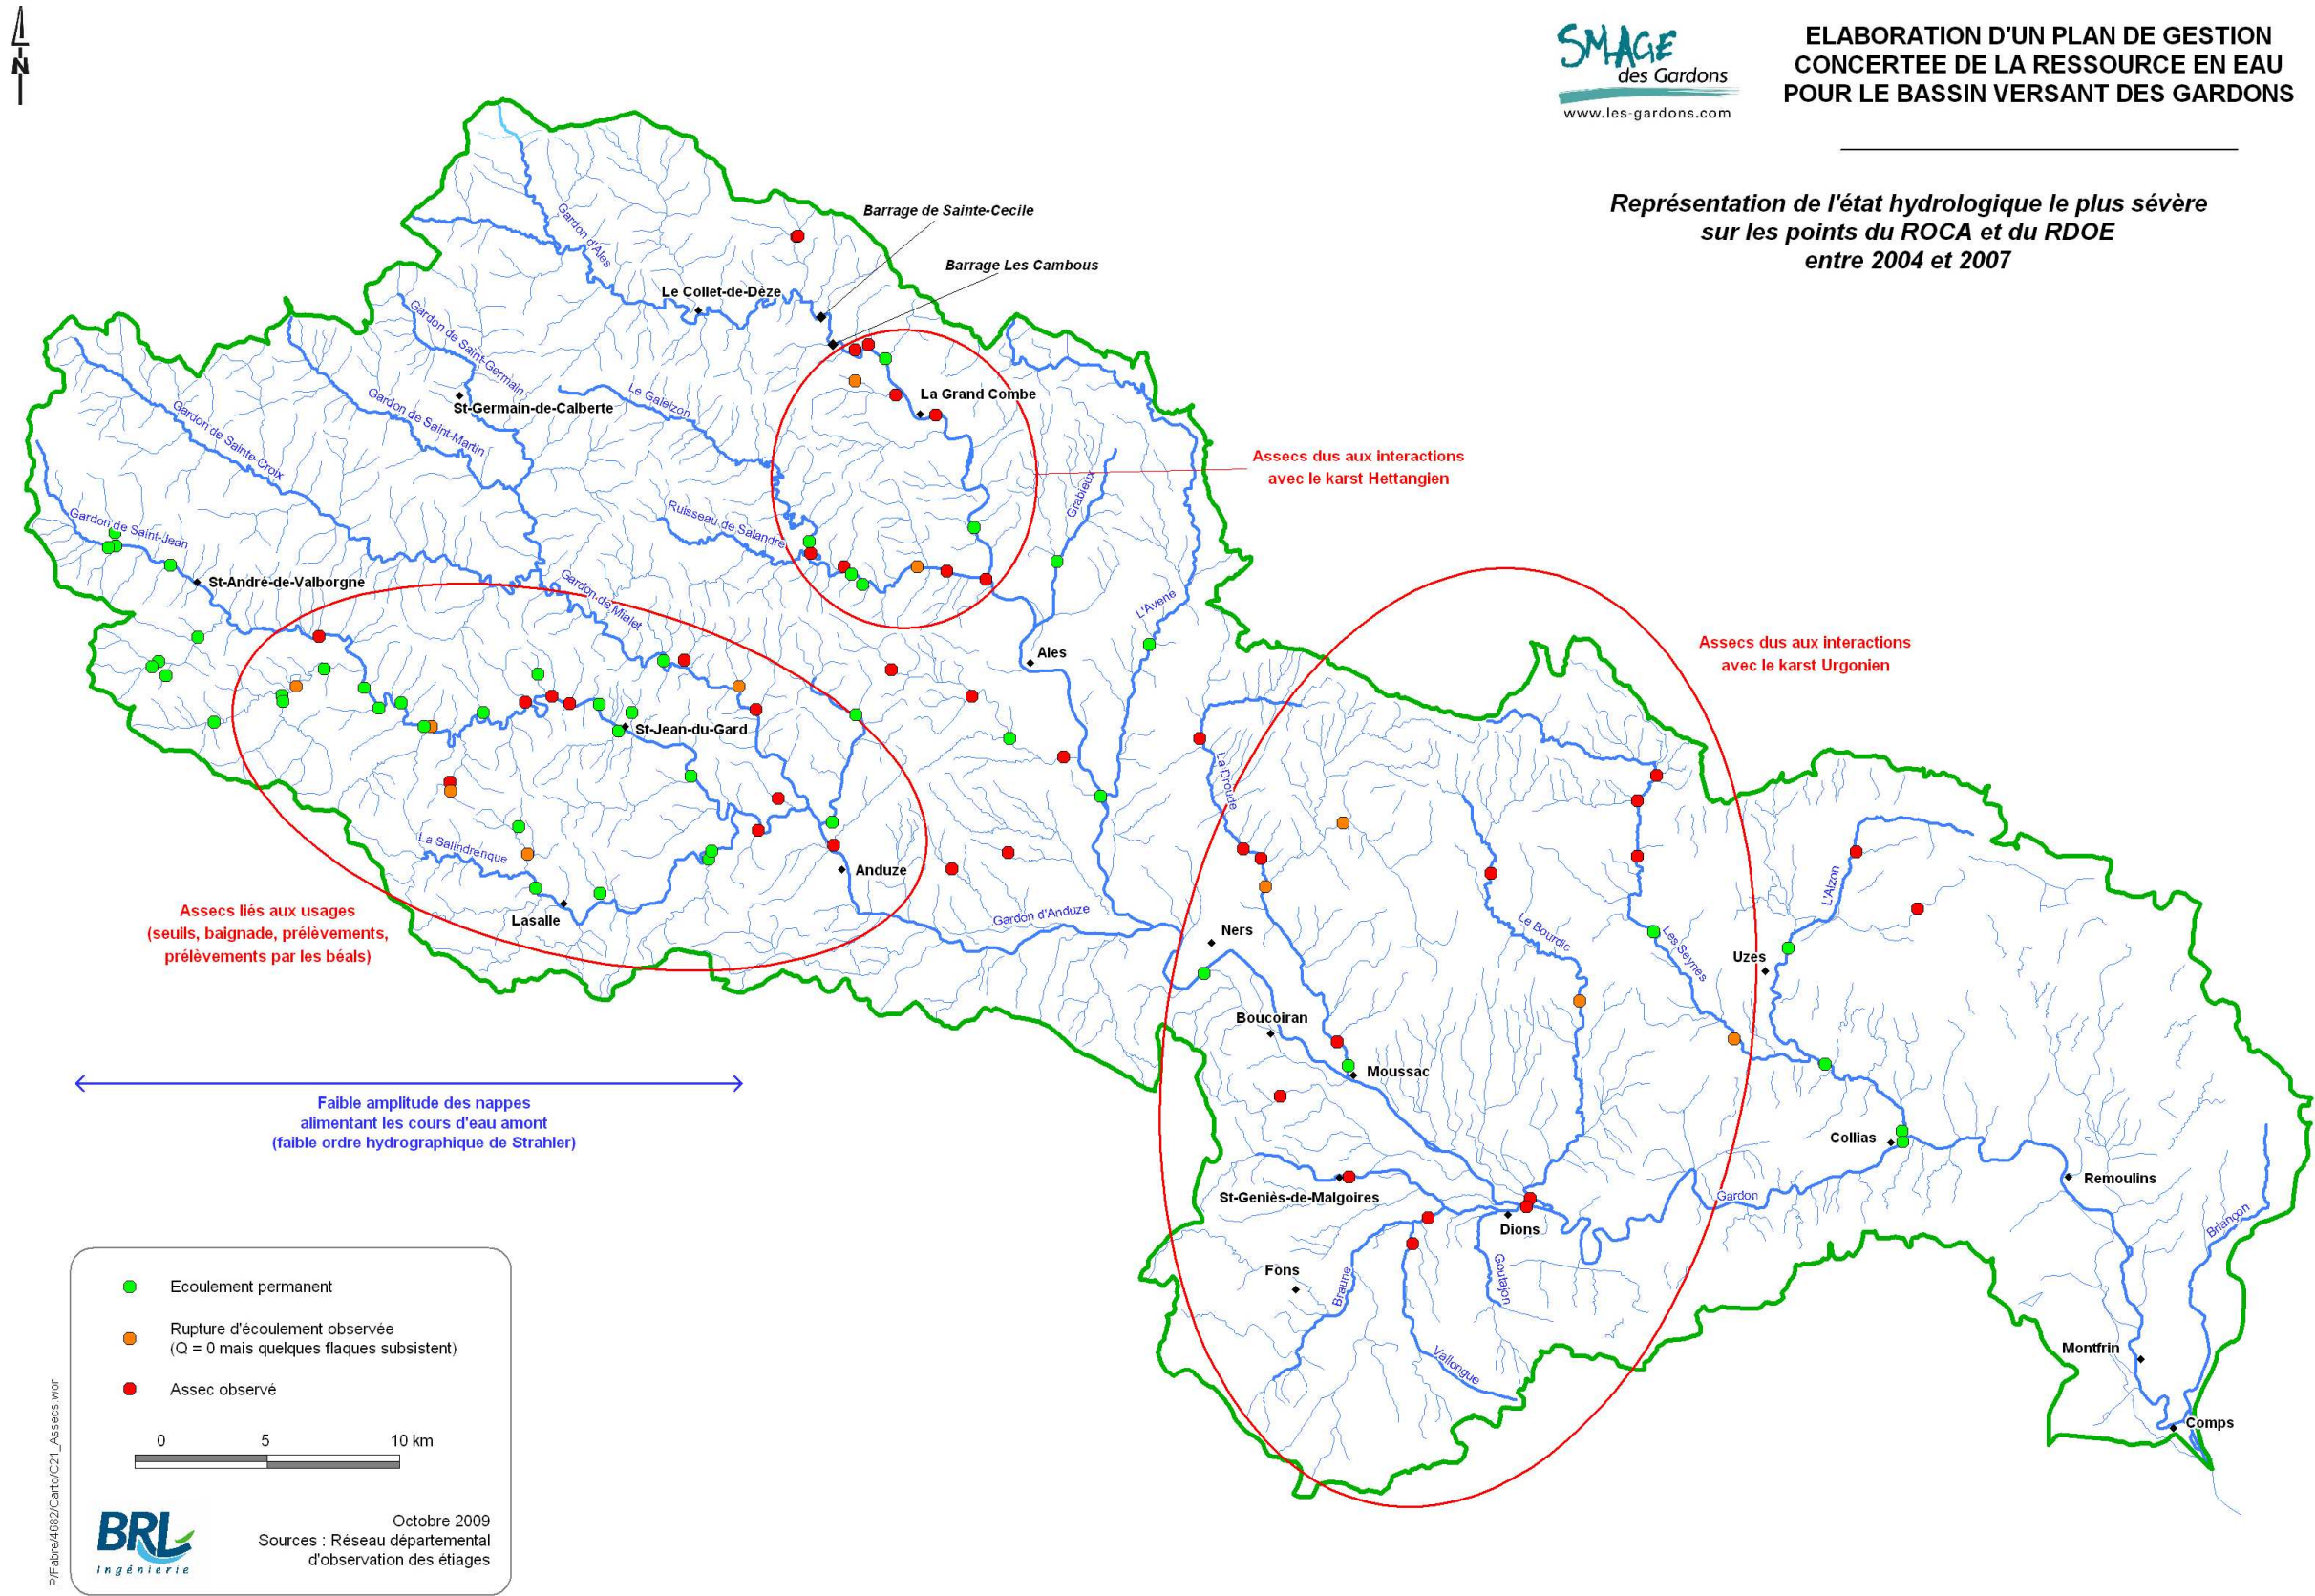 N
SMAGE
des Gardons
www.les-gardons.com
ELABORATION D'UN PLAN DE GESTION
CONCERTEE DE LA RESSOURCE EN EAU
POUR LE BASSIN VERSANT DES GARDONS
Représentation de l'état hydrologique le plus sévère
sur les points du ROCA et du RDOE
entre 2004 et 2007
Barrage de Sainte-Cecile
Gardon d'Ales
Barrage Les Cambous
Le Collet-de-Dèze
Gardon de Saint-Germain
Le Galeizon
La Grand Combe
St-Germain-de-Calberte
Gardon de Saint-Martin
Gardon de Sainte-Croix
Assecs dus aux interactions
avec le karst Hettangien
Grabieux
Ruisseau de Salandre
Gardon de Saint-Jean
St-André-de-Valborgne
Gardon de Mialet
L'Avene
Ales
Assecs dus aux interactions
avec le karst Urgonien
St-Jean-du-Gard
La Droude
La Salindrenque
Anduze
L'Alzon
Lasalle
Assecs liés aux usages
(seuils, baignade, prélèvements,
prélèvements par les béals)
Gardon d'Anduze
Ners
Le Bourdic
Les Seynes
Uzes
Boucoiran
Moussac
Faible amplitude des nappes
alimentant les cours d'eau amont
(faible ordre hydrographique de Strahler)
Collias
Remoulins
St-Geniès-de-Malgoires
Gardon
Dions
Briançon
Fons
Braune
Goutajon
Vallongue
Montfrin
Comps
Ecoulement permanent
Rupture d'écoulement observée
(Q = 0 mais quelques flaques subsistent)
Assec observé
0 5 10 km
BRL
Ingénierie
Octobre 2009
Sources : Réseau départemental
d'observation des étiages
P/Fabre/4682/Carto/C21_Assecs.wor